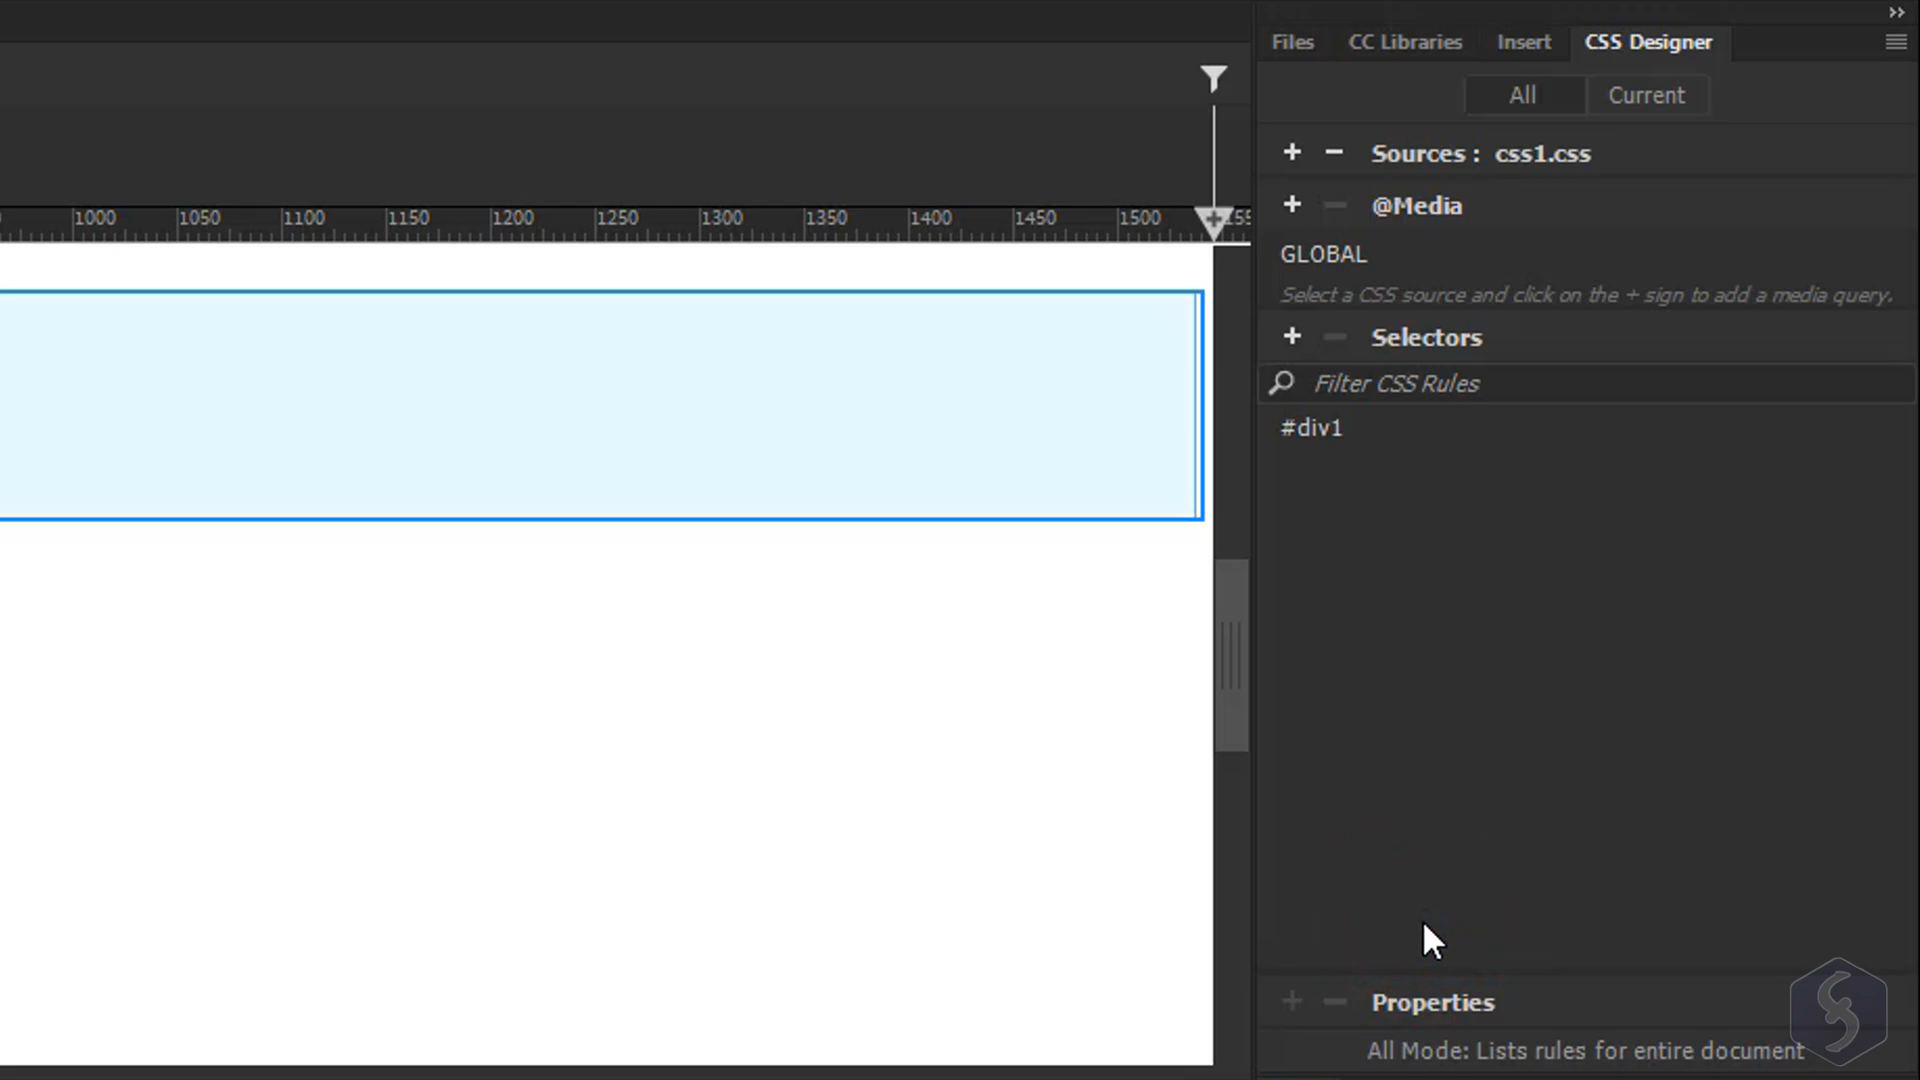 Files CC Libraries Insert CSS Designer
All Current
Sources : css1.css
@Media
1000 1050 1100 1150 1200 1250 1300 1350 1400 1450 1500
GLOBAL
Select a CSS source and click on the + sign to add a media query.
Selectors
Filter CSS Rules
#div1
Properties
All Mode: Lists rules for entire document